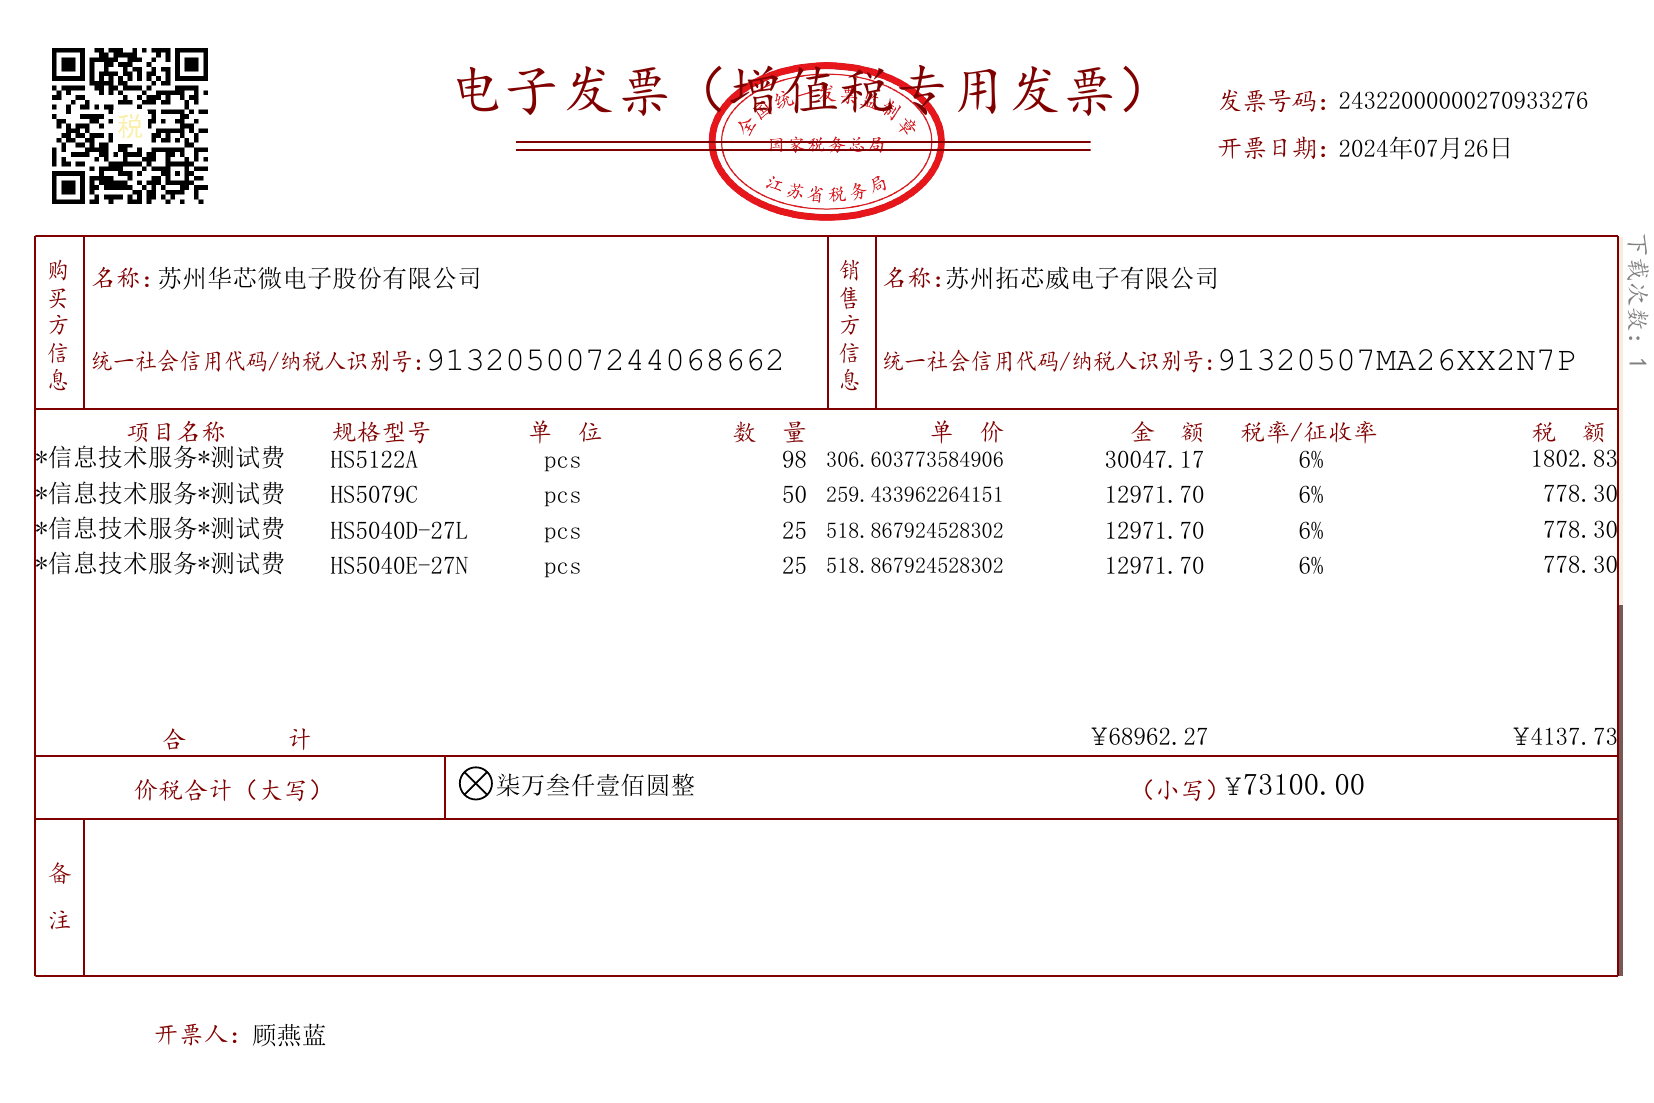 电子发票（增值税专用发票）
全国统一发票监制章
国家税务总局
江苏省税务局
税
发票号码：24322000000270933276
开票日期：2024年07月26日
下载次数：1
购买方信息
名称：苏州华芯微电子股份有限公司
统一社会信用代码/纳税人识别号：913205007244068662
销售方信息
名称：苏州拓芯威电子有限公司
统一社会信用代码/纳税人识别号：91320507MA26XX2N7P
项目名称 规格型号 单 位 数 量 单 价 金 额 税率/征收率 税 额
*信息技术服务*测试费 HS5122A pcs 98 306.603773584906 30047.17 6% 1802.83
*信息技术服务*测试费 HS5079C pcs 50 259.433962264151 12971.70 6% 778.30
*信息技术服务*测试费 HS5040D-27L pcs 25 518.867924528302 12971.70 6% 778.30
*信息技术服务*测试费 HS5040E-27N pcs 25 518.867924528302 12971.70 6% 778.30
合 计 ¥68962.27 ¥4137.73
价税合计（大写） 柒万叁仟壹佰圆整 （小写）¥73100.00
备注
开票人：顾燕蓝